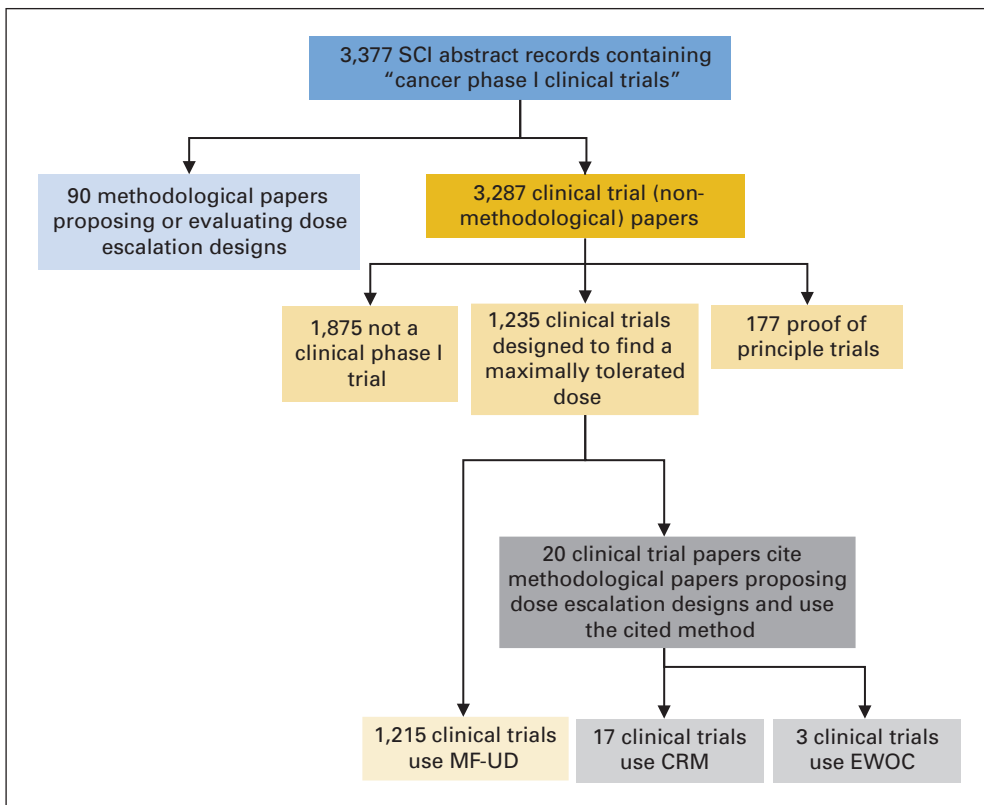 3,377 SCI abstract records containing
“cancer phase I clinical trials”
90 methodological papers
proposing or evaluating dose
escalation designs
3,287 clinical trial (non-
methodological) papers
1,875 not a
clinical phase I
trial
1,235 clinical trials
designed to find a
maximally tolerated
dose
177 proof of
principle trials
20 clinical trial papers cite
methodological papers proposing
dose escalation designs and use
the cited method
1,215 clinical trials
use MF-UD
17 clinical trials
use CRM
3 clinical trials
use EWOC